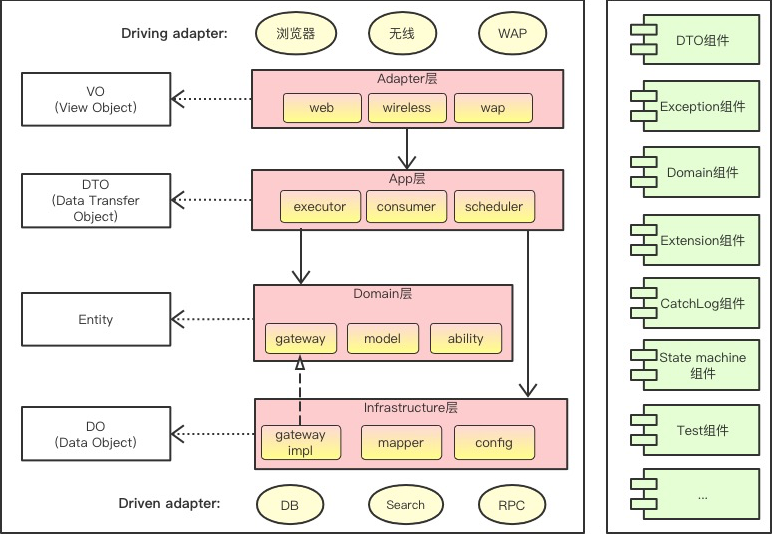 Driving adapter:
浏览器
无线
WAP
VO
(View Object)
Adapter层
web
wireless
wap
DTO
(Data Transfer
Object)
App层
executor
consumer
scheduler
Entity
Domain层
gateway
model
ability
DO
(Data Object)
Infrastructure层
gateway
impl
mapper
config
Driven adapter:
DB
Search
RPC
DTO组件
Exception组件
Domain组件
Extension组件
CatchLog组件
State machine
组件
Test组件
...